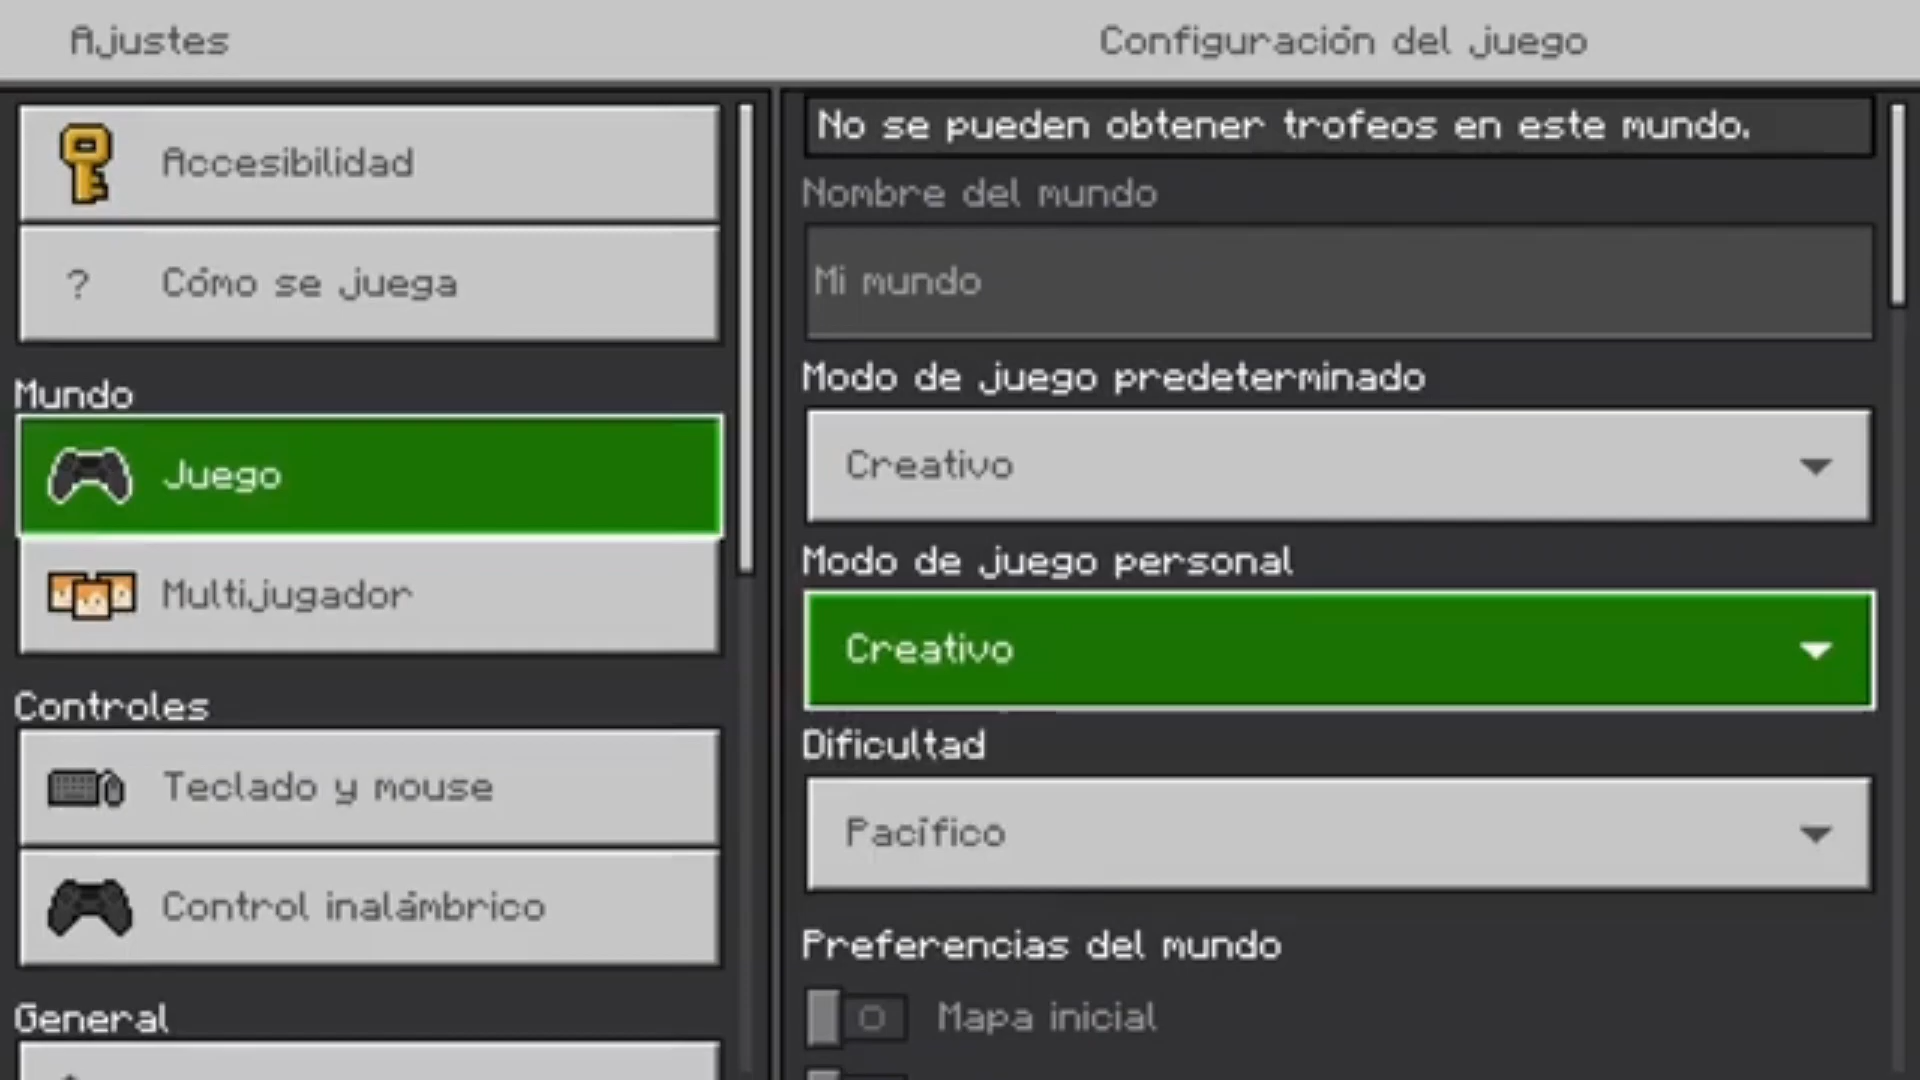 Ajustes
Configuración del juego
Accesibilidad
? Cómo se juega
Mundo
Juego
Multijugador
Controles
Teclado y mouse
Control inalámbrico
General
No se pueden obtener trofeos en este mundo.
Nombre del mundo
Mi mundo
Modo de juego predeterminado
Creativo
Modo de juego personal
Creativo
Dificultad
Pacífico
Preferencias del mundo
Mapa inicial